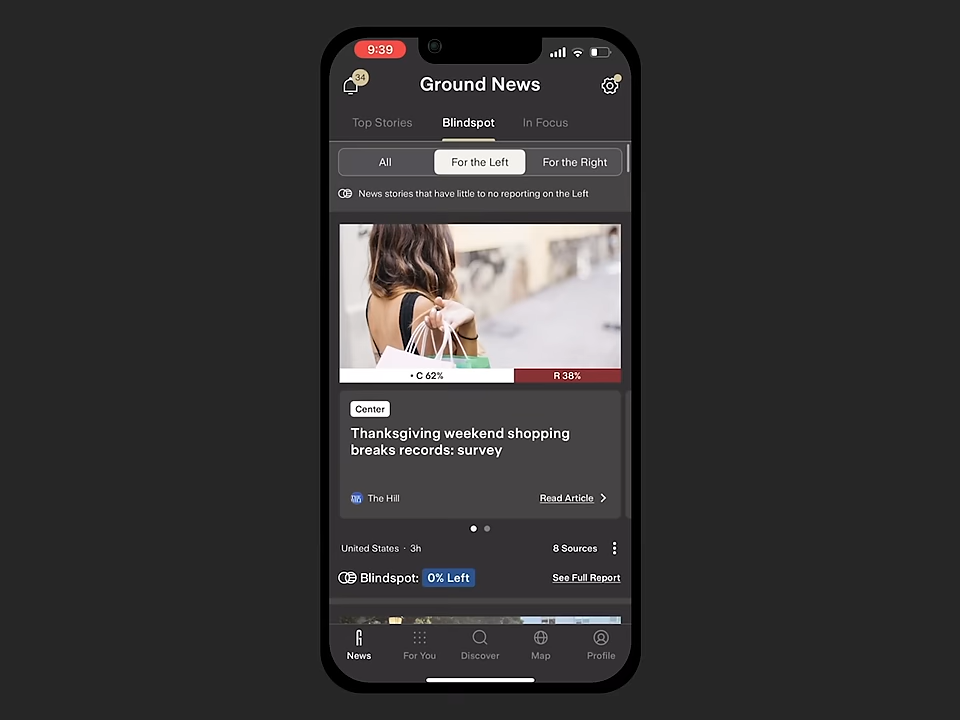 9:39
34
Ground News
Top Stories Blindspot In Focus
All For the Left For the Right
News stories that have little to no reporting on the Left
• C 62% R 38%
Center
Thanksgiving weekend shopping
breaks records: survey
The Hill Read Article
United States · 3h 8 Sources
Blindspot: 0% Left See Full Report
News For You Discover Map Profile